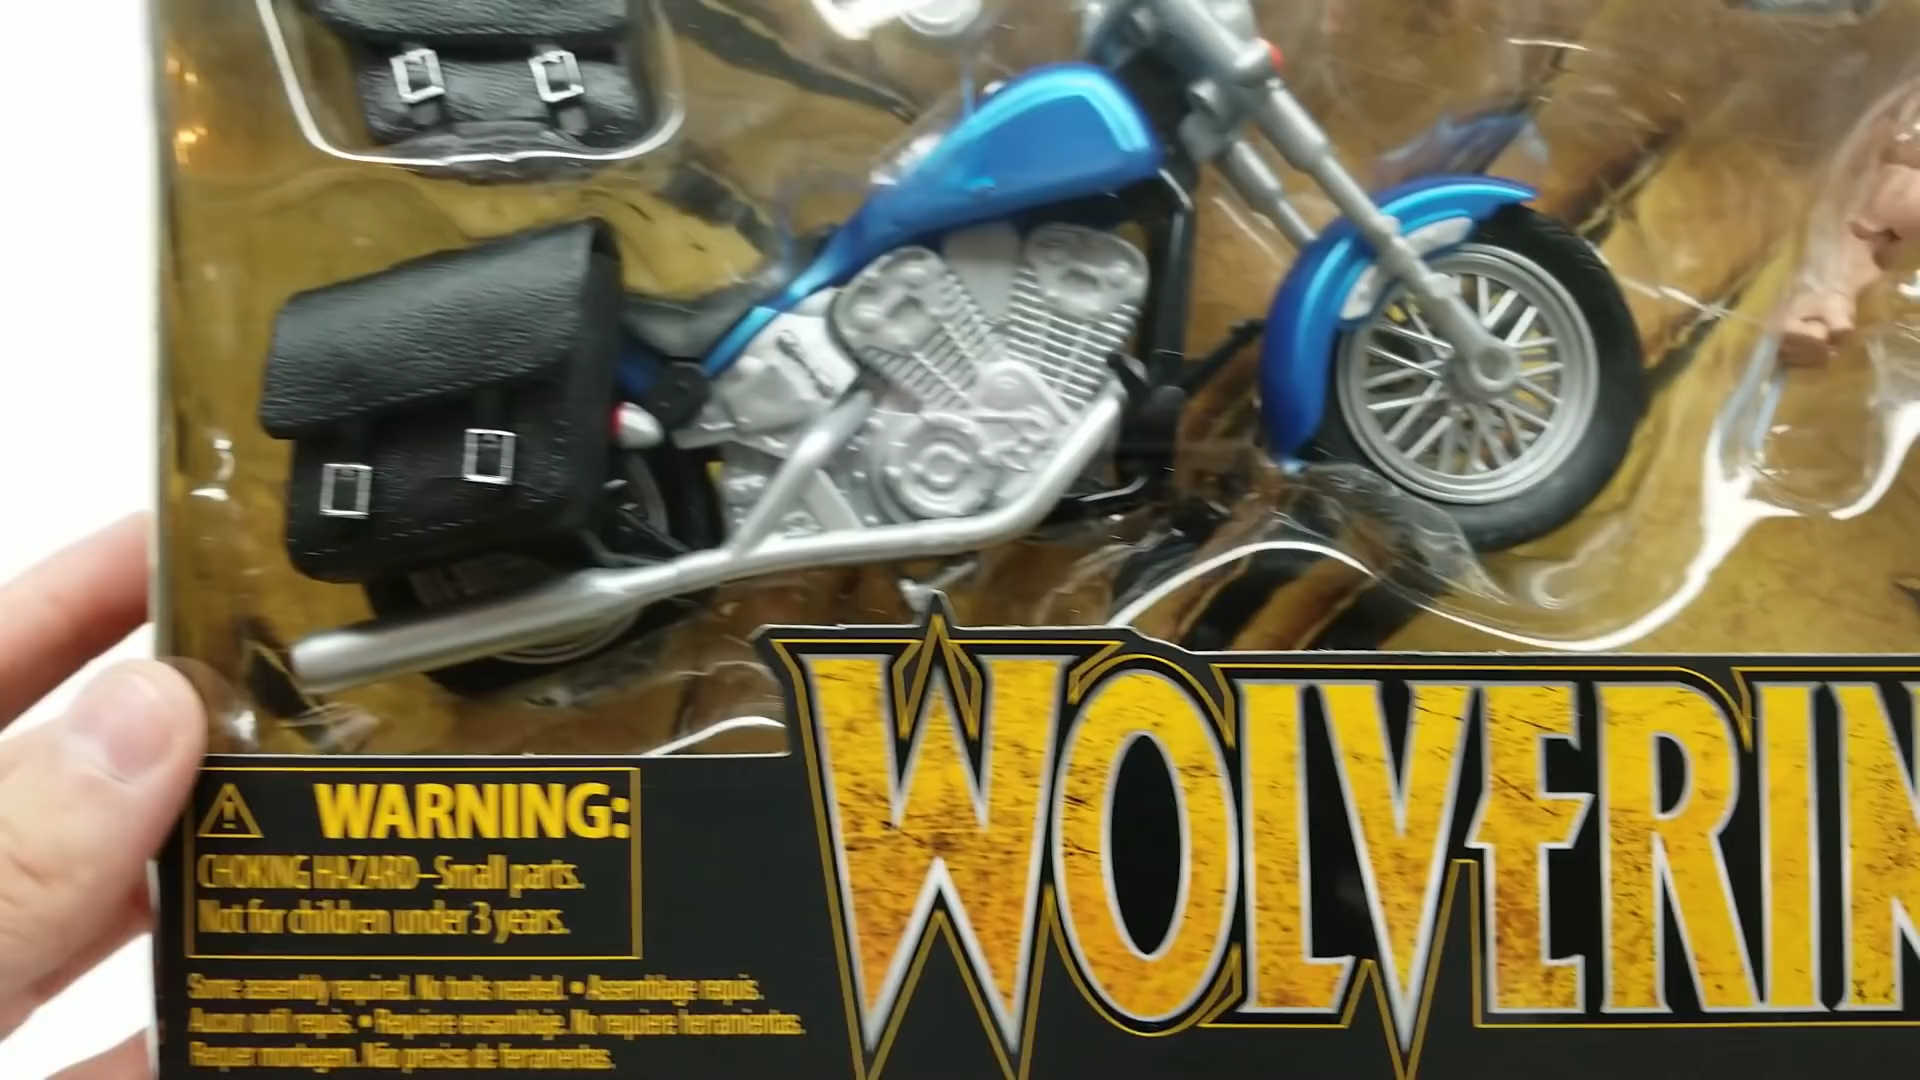 WARNING:
CHOKING HAZARD–Small parts.
Not for children under 3 years.
Some assembly required. No tools needed. • Assemblage requis.
Aucun outil requis. • Requiere ensamblaje. No requiere herramientas.
Requer montagem. Não precisa de ferramentas.
WOLVERIN